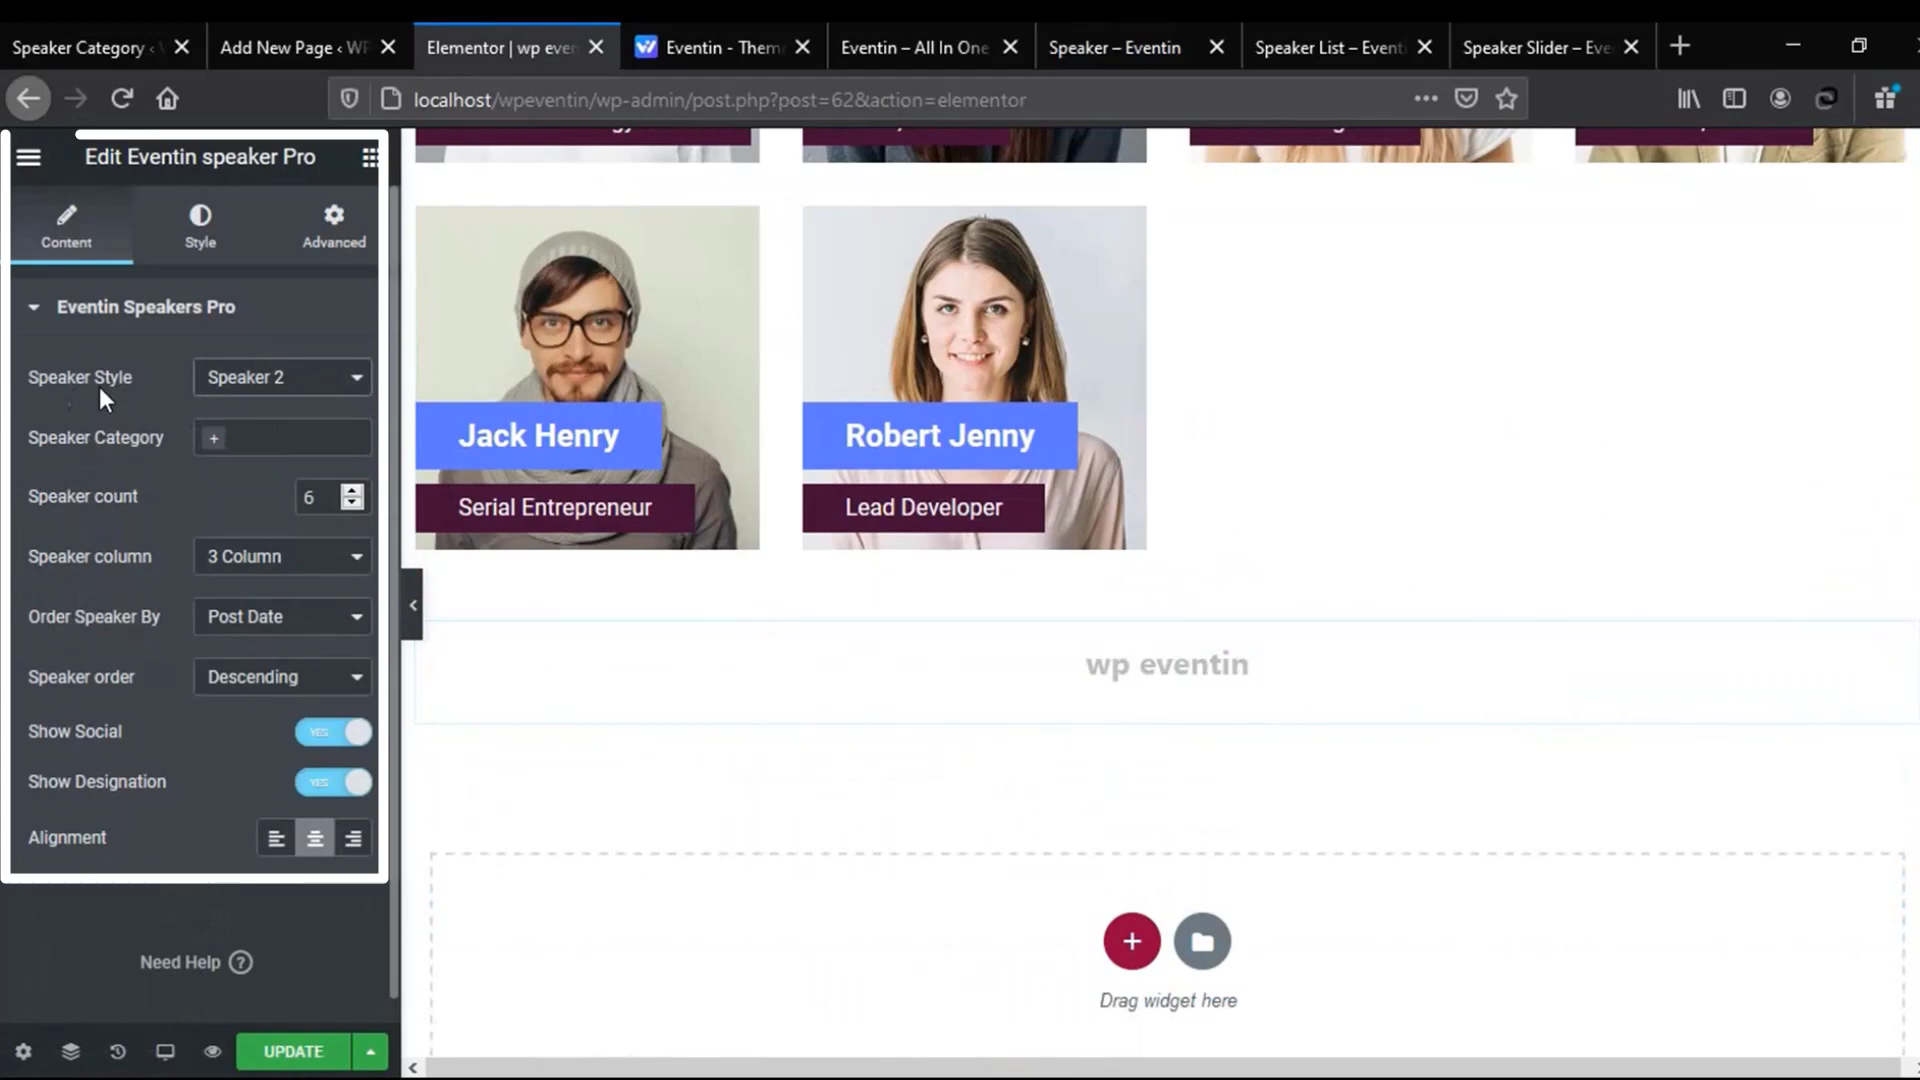 Speaker Category ‹ W
Add New Page ‹ WP
Elementor | wp even
Eventin - Them
Eventin – All In One
Speaker – Eventin
Speaker List – Eventi
Speaker Slider – Eve
localhost/wpeventin/wp-admin/post.php?post=62&action=elementor
Edit Eventin speaker Pro
Content
Style
Advanced
Eventin Speakers Pro
Speaker Style
Speaker 2
Speaker Category
+
Speaker count
6
Speaker column
3 Column
Order Speaker By
Post Date
Speaker order
Descending
Show Social
YES
Show Designation
YES
Alignment
Need Help ?
UPDATE
Jack Henry
Serial Entrepreneur
Robert Jenny
Lead Developer
wp eventin
Drag widget here